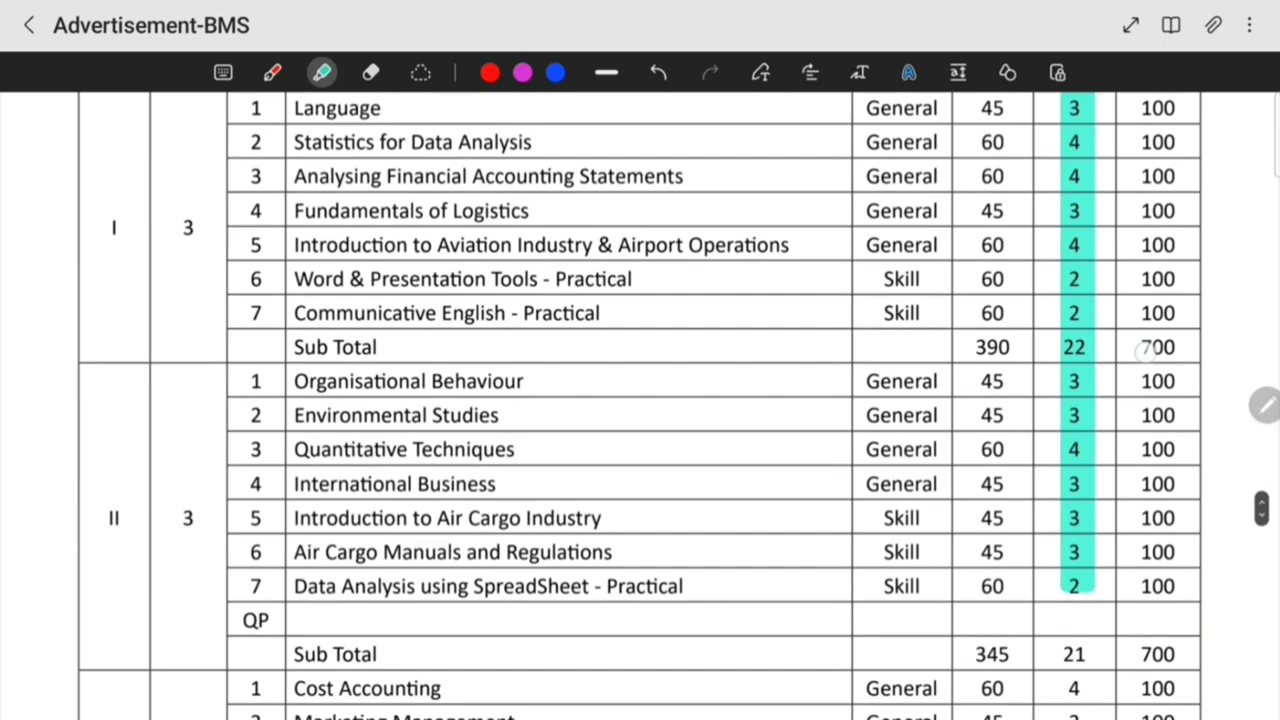 Advertisement-BMS
1 Language General 45 3 100
2 Statistics for Data Analysis General 60 4 100
3 Analysing Financial Accounting Statements General 60 4 100
4 Fundamentals of Logistics General 45 3 100
I 3
5 Introduction to Aviation Industry & Airport Operations General 60 4 100
6 Word & Presentation Tools - Practical Skill 60 2 100
7 Communicative English - Practical Skill 60 2 100
Sub Total 390 22 700
1 Organisational Behaviour General 45 3 100
2 Environmental Studies General 45 3 100
3 Quantitative Techniques General 60 4 100
4 International Business General 45 3 100
II 3 5 Introduction to Air Cargo Industry Skill 45 3 100
6 Air Cargo Manuals and Regulations Skill 45 3 100
7 Data Analysis using SpreadSheet - Practical Skill 60 2 100
QP
Sub Total 345 21 700
1 Cost Accounting General 60 4 100
Marketing Management